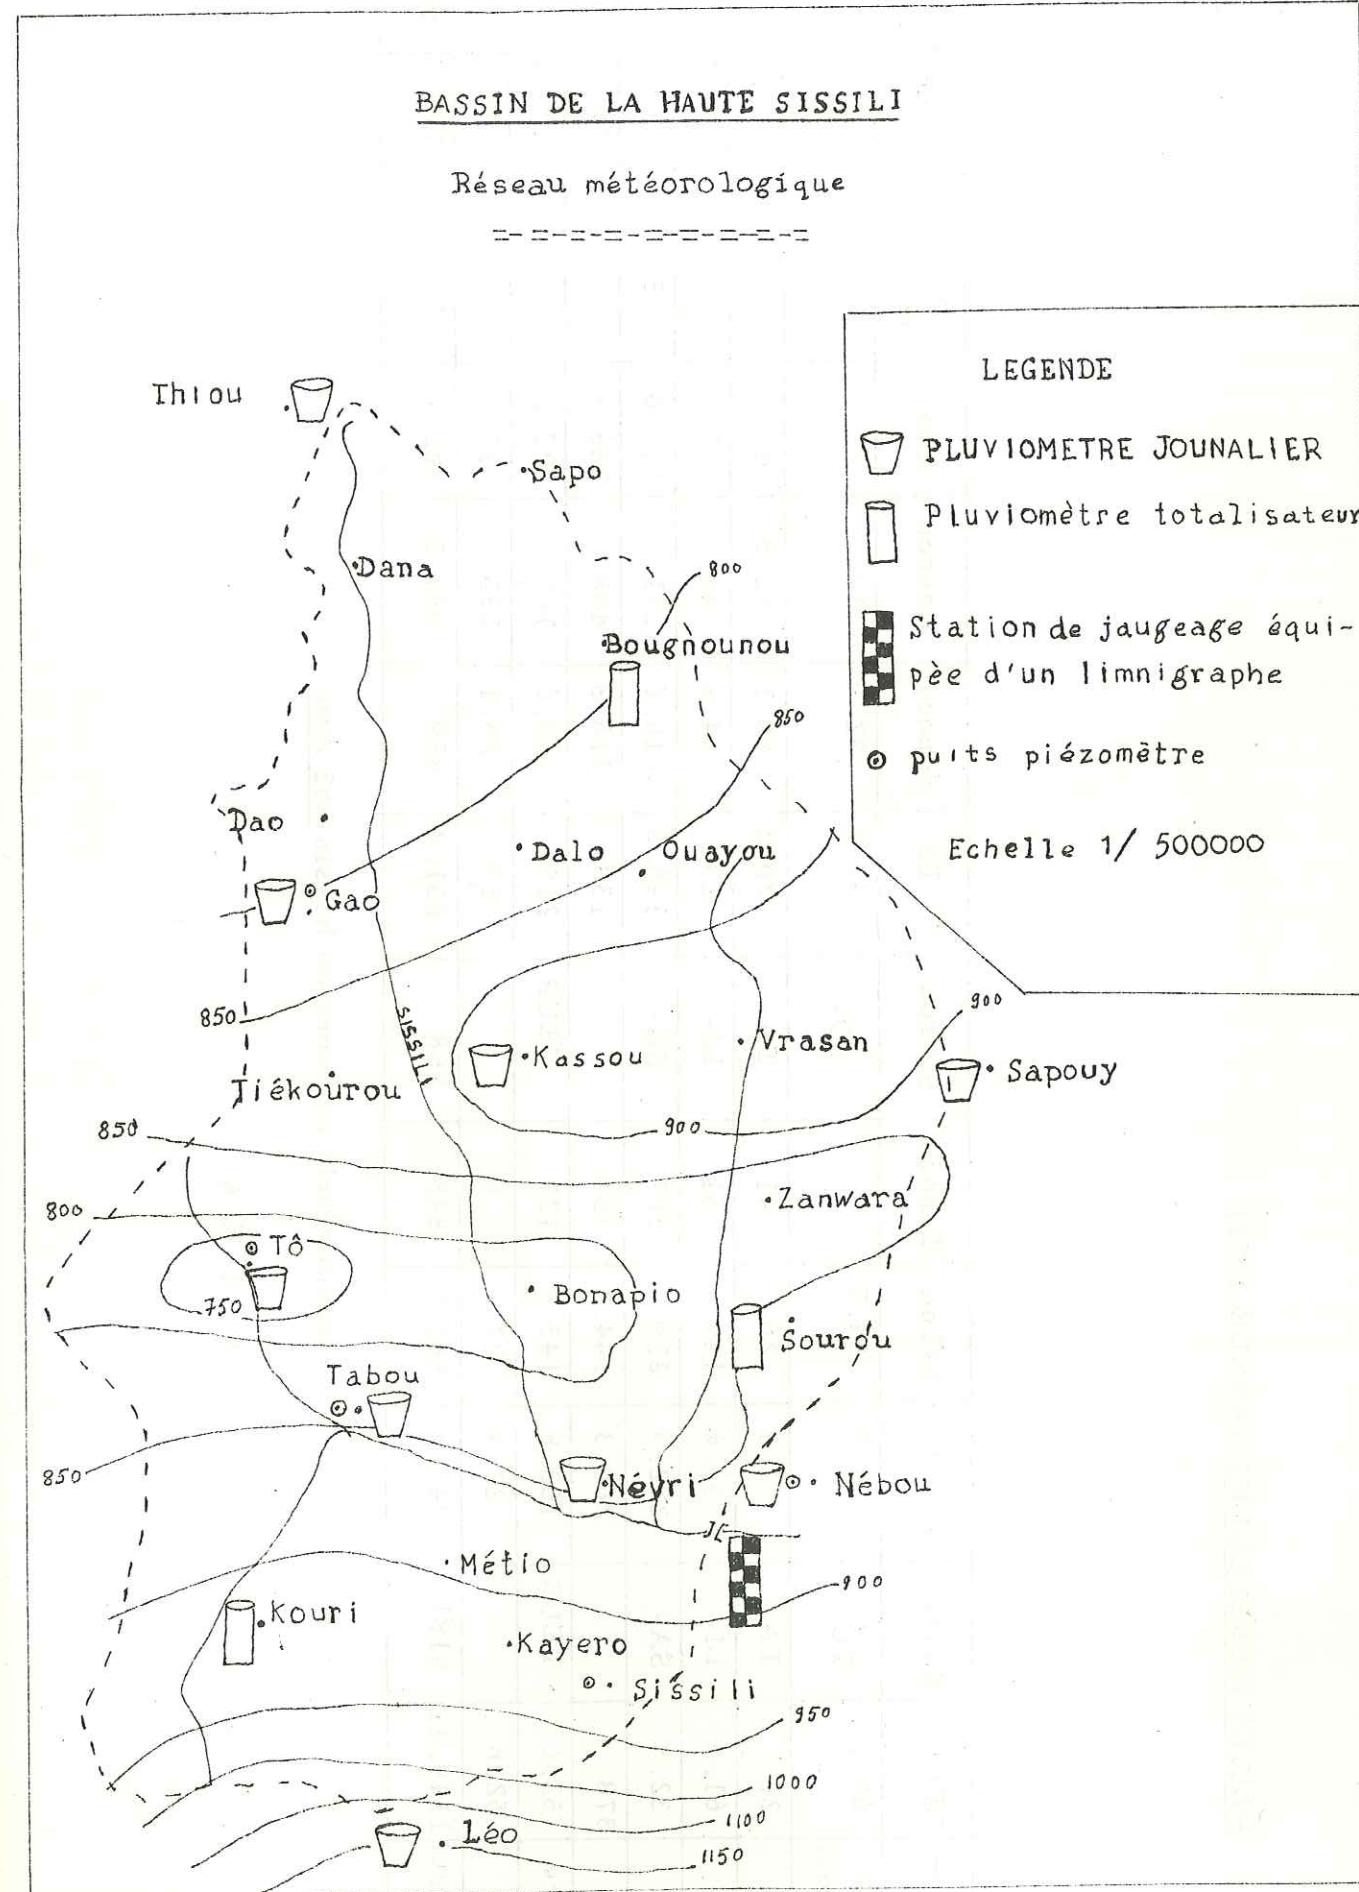 BASSIN DE LA HAUTE SISSILI
Réseau météorologique
=-=-=-=-=-=-=-=-=
LEGENDE
PLUVIOMETRE JOUNALIER
Pluviomètre totalisateur
Station de jaugeage équi-
pèe d'un limnigraphe
puits piézomètre
Echelle 1/ 500000
Thiou
Sapo
Dana
800
Bougnounou
850
Dao
Dalo
Ouayou
Gao
850
SISSILI
900
Kassou
Vrasan
Sapouy
Tiékourou
850
900
800
Zanwara
Tô
750
Bonapio
Sourou
Tabou
850
Névri
Nébou
Métio
900
Kouri
Kayero
Sissili
950
1000
1100
Léo
1150